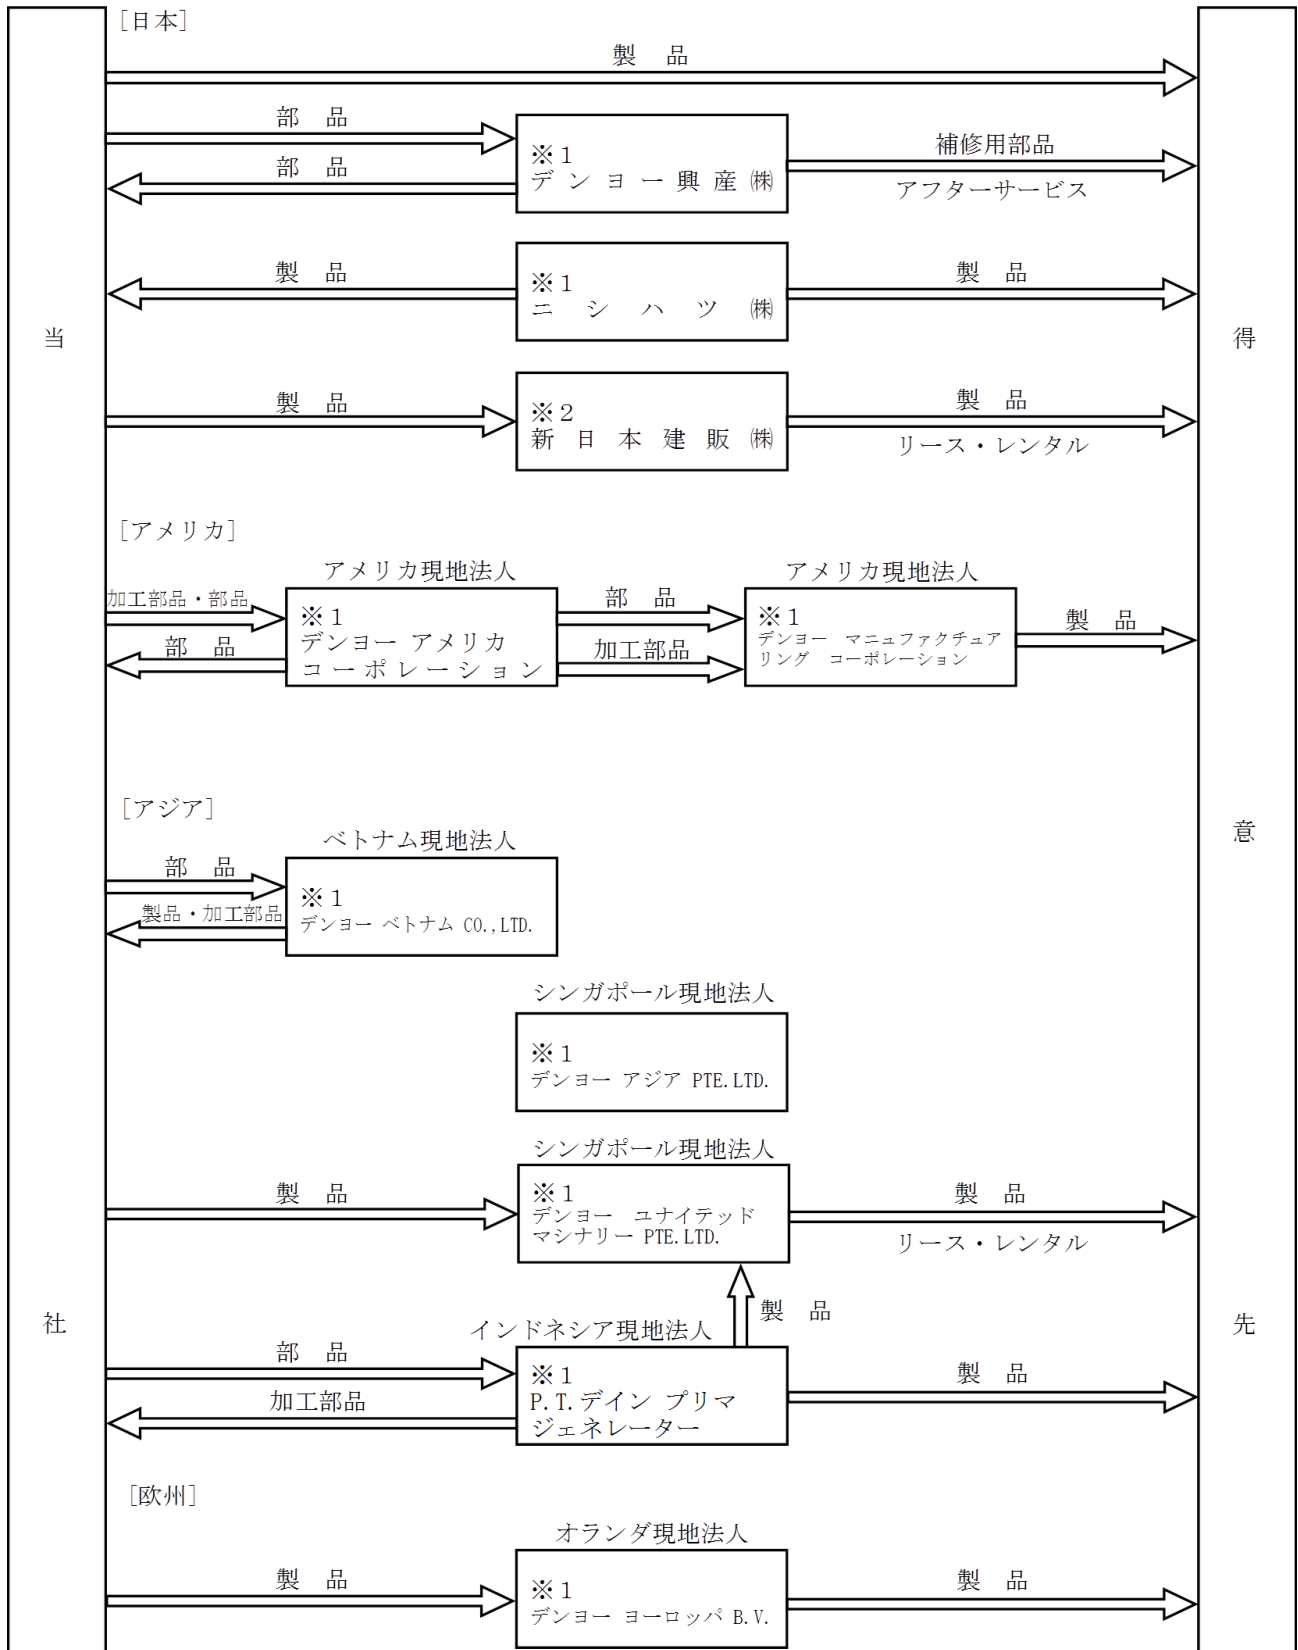 [日本]
製　品
部　品
部　品
※１
デンヨー興産㈱
補修用部品
アフターサービス
製　品
※１
ニシハツ㈱
製　品
当
得
製　品
※２
新日本建販㈱
製　品
リース・レンタル
[アメリカ]
アメリカ現地法人
アメリカ現地法人
加工部品・部品
部　品
※１
デンヨー アメリカ
コーポレーション
部　品
加工部品
※１
デンヨー　マニュファクチュア
リング　コーポレーション
製　品
[アジア]
意
ベトナム現地法人
部　品
製品・加工部品
※１
デンヨー ベトナム CO.,LTD.
シンガポール現地法人
※１
デンヨー アジア PTE.LTD.
シンガポール現地法人
製　品
※１
デンヨー　ユナイテッド
マシナリー PTE.LTD.
製　品
リース・レンタル
製　品
社
先
インドネシア現地法人
部　品
加工部品
※１
P.T.デイン プリマ
ジェネレーター
製　品
[欧州]
オランダ現地法人
製　品
※１
デンヨー ヨーロッパ B.V.
製　品